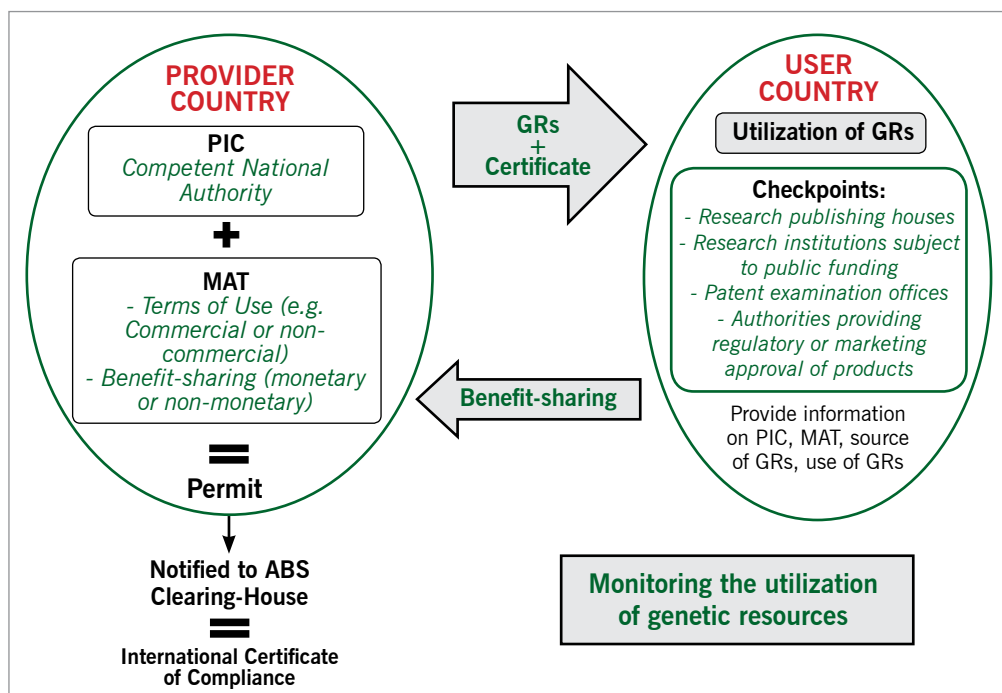 PROVIDER
COUNTRY
PIC
Competent National
Authority
+
MAT
- Terms of Use (e.g.
Commercial or non-
commercial)
- Benefit-sharing (monetary
or non-monetary)
=
Permit
Notified to ABS
Clearing-House
=
International Certificate
of Compliance
GRs
+
Certificate
Benefit-sharing
USER
COUNTRY
Utilization of GRs
Checkpoints:
- Research publishing houses
- Research institutions subject
to public funding
- Patent examination offices
- Authorities providing
regulatory or marketing
approval of products
Provide information
on PIC, MAT, source
of GRs, use of GRs
Monitoring the utilization
of genetic resources